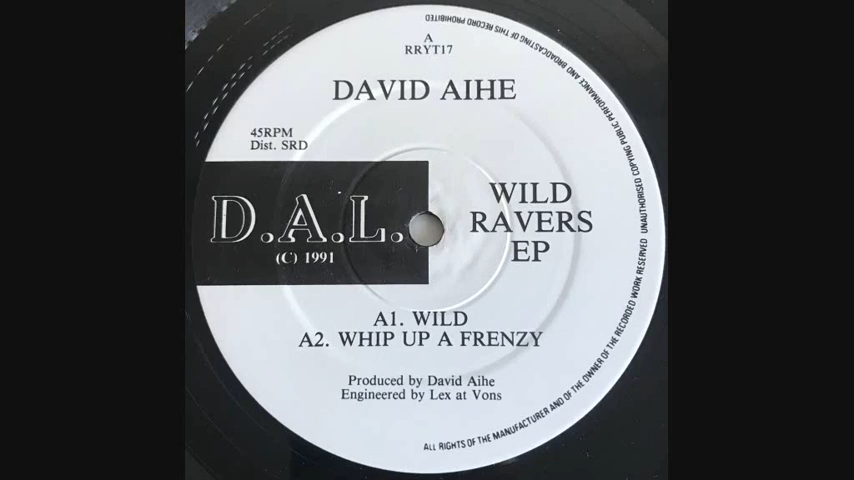 A
RRYT17
DAVID AIHE
45RPM
Dist. SRD
D.A.L.
(C) 1991
WILD
RAVERS
EP
A1. WILD
A2. WHIP UP A FRENZY
Produced by David Aihe
Engineered by Lex at Vons
ALL RIGHTS OF THE MANUFACTURER AND OF THE OWNER OF THE RECORDED WORK RESERVED UNAUTHORISED COPYING PUBLIC PERFORMANCE AND BROADCASTING OF THIS RECORD PROHIBITED